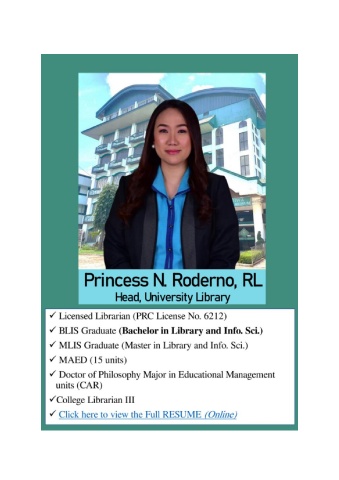 Princess N. Roderno, RL
Head, University Library
✓ Licensed Librarian (PRC License No. 6212)
✓ BLIS Graduate (Bachelor in Library and Info. Sci.)
✓ MLIS Graduate (Master in Library and Info. Sci.)
✓ MAED (15 units)
✓ Doctor of Philosophy Major in Educational Management
units (CAR)
✓College Librarian III
✓ Click here to view the Full RESUME (Online)